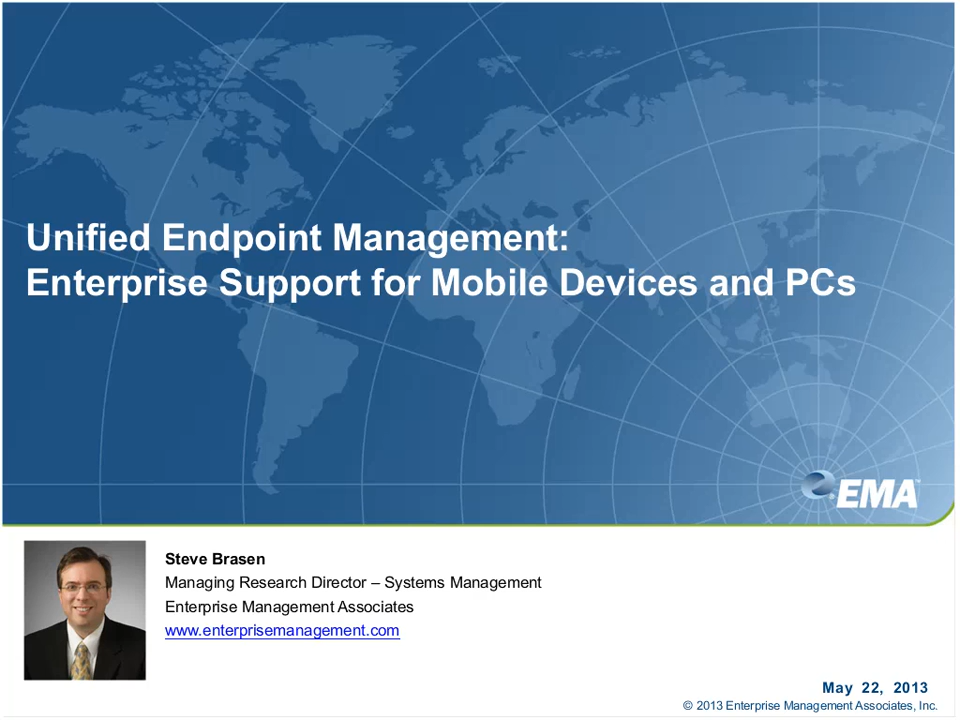 Unified Endpoint Management:
Enterprise Support for Mobile Devices and PCs
EMA
Steve Brasen
Managing Research Director – Systems Management
Enterprise Management Associates
www.enterprisemanagement.com
May 22, 2013
© 2013 Enterprise Management Associates, Inc.